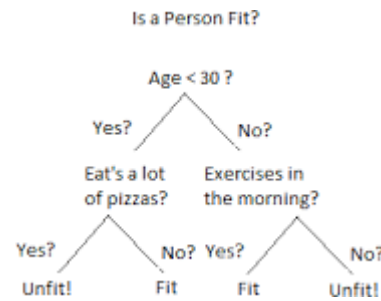 Is a Person Fit?
Age < 30 ?
Yes?
No?
Eat's a lot
of pizzas?
Exercises in
the morning?
Yes?
No?
Yes?
No?
Unfit!
Fit
Fit
Unfit!